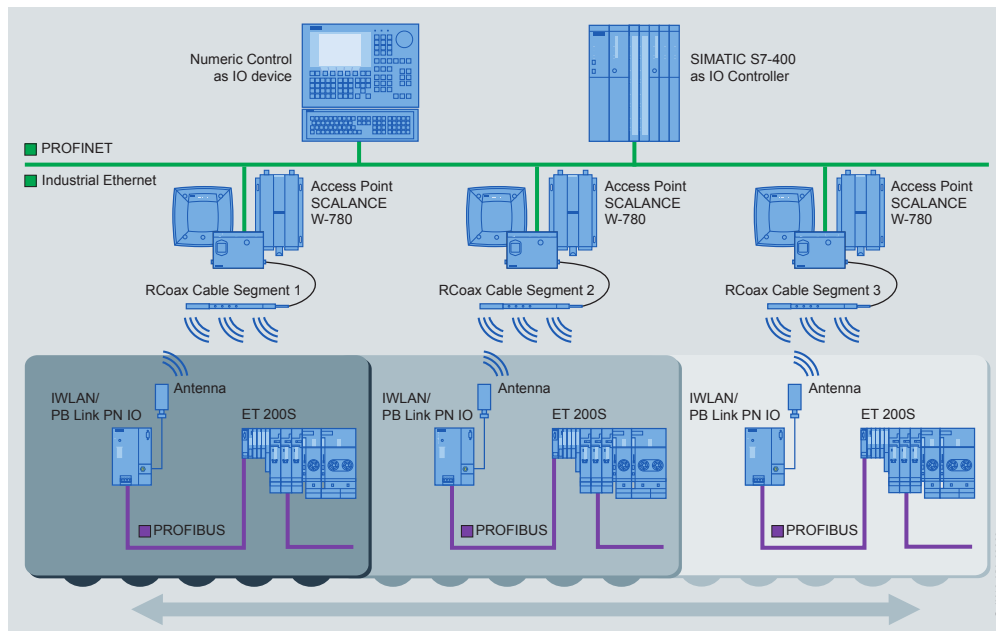 Numeric Control
as IO device
SIMATIC S7-400
as IO Controller
PROFINET
Industrial Ethernet
Access Point
SCALANCE
W-780
Access Point
SCALANCE
W-780
Access Point
SCALANCE
W-780
RCoax Cable Segment 1
RCoax Cable Segment 2
RCoax Cable Segment 3
Antenna
IWLAN/
PB Link PN IO
ET 200S
Antenna
IWLAN/
PB Link PN IO
ET 200S
Antenna
IWLAN/
PB Link PN IO
ET 200S
PROFIBUS
PROFIBUS
PROFIBUS